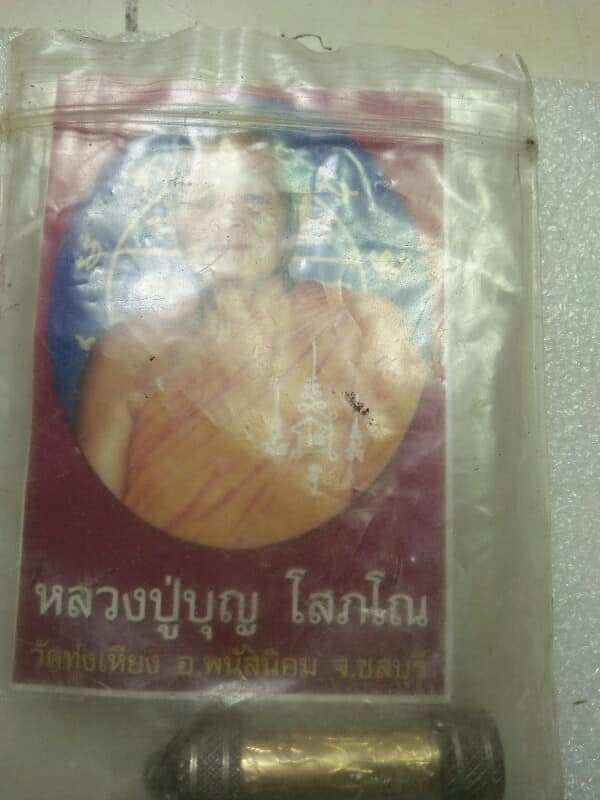 หลวงปู่บุญ โสภโณ
วัดทุ่งเหียง อ.พนัสนิคม จ.ชลบุรี